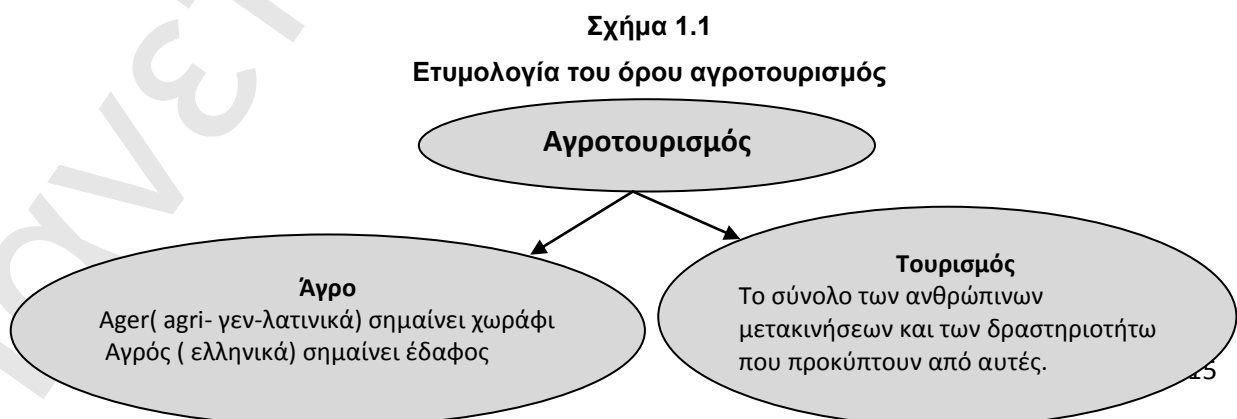 Σχήμα 1.1
Ετυμολογία του όρου αγροτουρισμός
Αγροτουρισμός
Άγρο
Ager( agri- γεν-λατινικά) σημαίνει χωράφι
Αγρός ( ελληνικά) σημαίνει έδαφος
Τουρισμός
Το σύνολο των ανθρώπινων
μετακινήσεων και των δραστηριοτήτω
που προκύπτουν από αυτές.
15